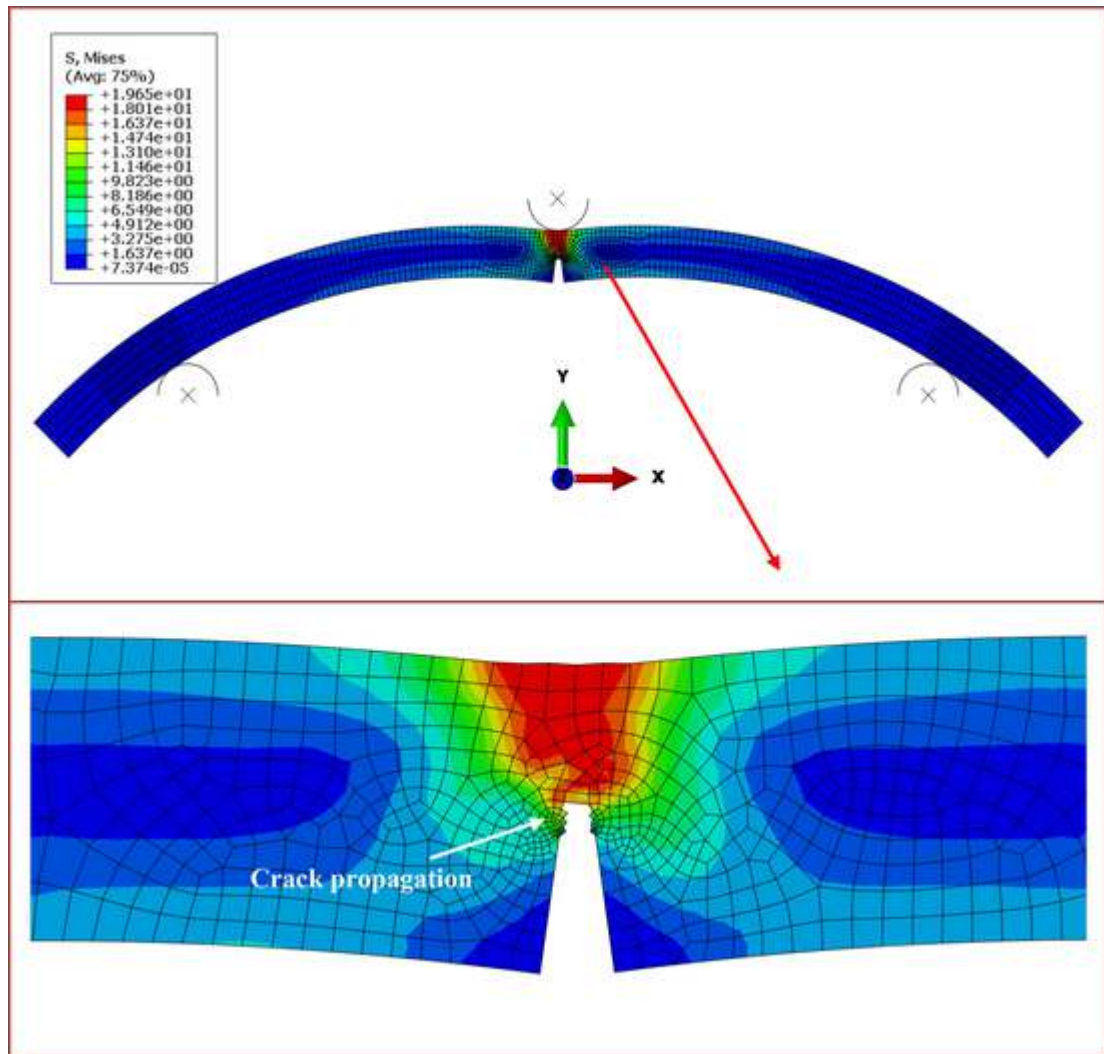 S, Mises
(Avg: 75%)
+1.965e+01
+1.801e+01
+1.637e+01
+1.474e+01
+1.310e+01
+1.146e+01
+9.823e+00
+8.186e+00
+6.549e+00
+4.912e+00
+3.275e+00
+1.637e+00
+7.374e-05
Y
X
Crack propagation